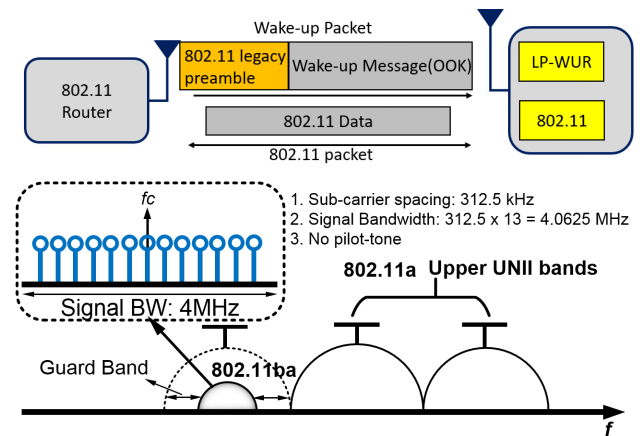 Wake-up Packet
802.11
Router
802.11 legacy
preamble
Wake-up Message(OOK)
LP-WUR
802.11
802.11 Data
802.11 packet
fc
1. Sub-carrier spacing: 312.5 kHz
2. Signal Bandwidth: 312.5 x 13 = 4.0625 MHz
3. No pilot-tone
Signal BW: 4MHz
802.11a Upper UNII bands
Guard Band
802.11ba
f